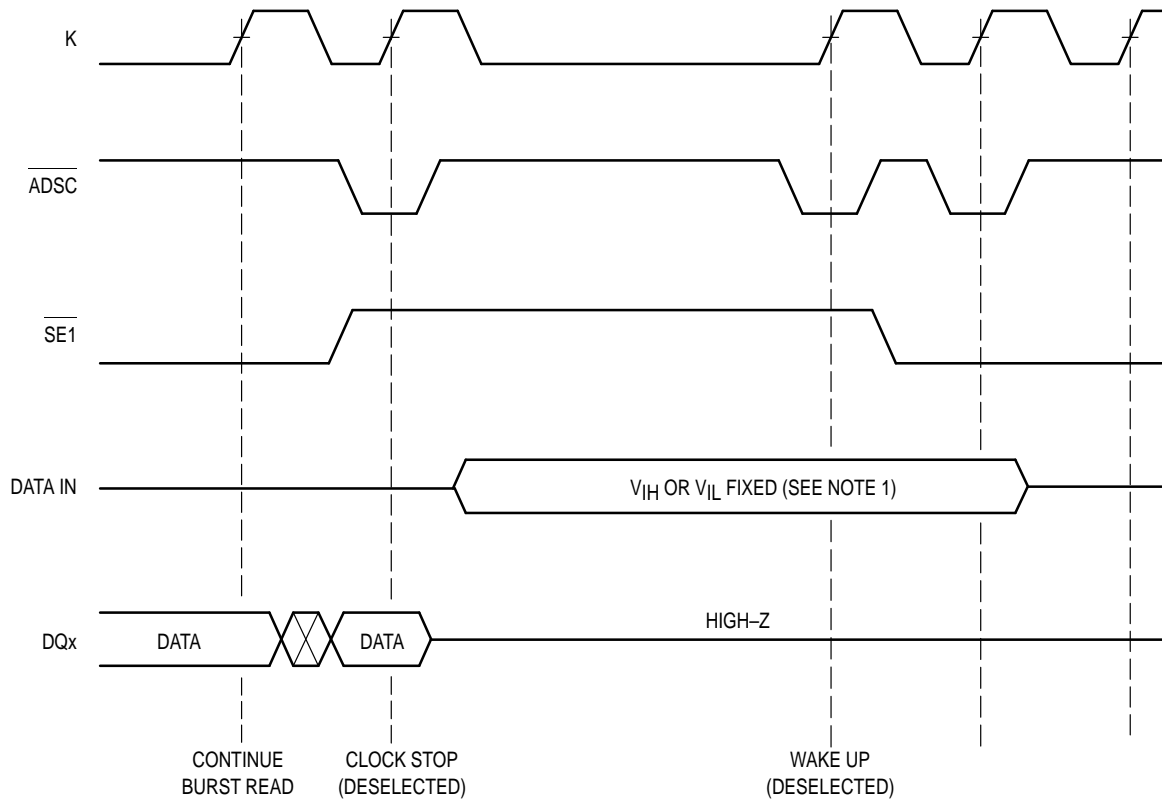 K
ADSC
SE1
DATA IN
VIH OR VIL FIXED (SEE NOTE 1)
DQx
DATA
DATA
HIGH–Z
CONTINUE
BURST READ
CLOCK STOP
(DESELECTED)
WAKE UP
(DESELECTED)